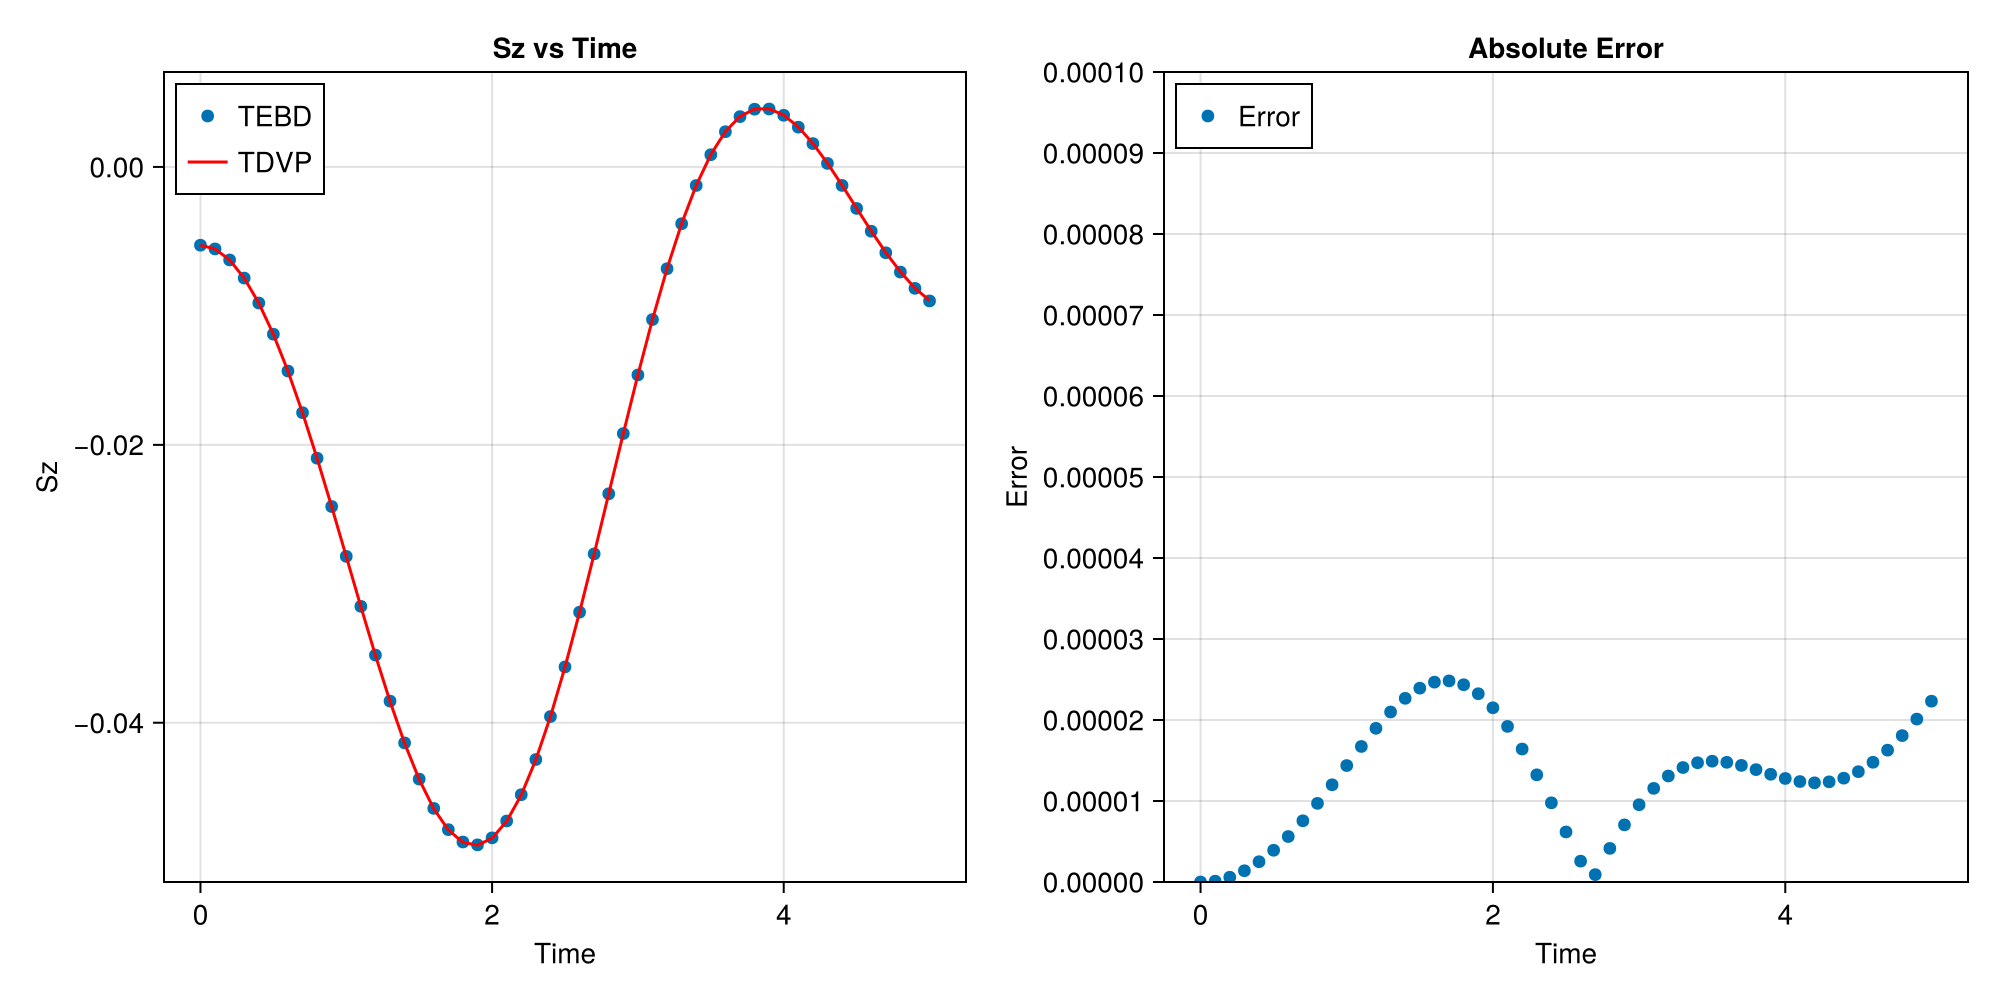 Sz vs Time
TEBD
TDVP
0.00
−0.02
−0.04
Sz
0
2
4
Time
Absolute Error
Error
0.00010
0.00009
0.00008
0.00007
0.00006
0.00005
0.00004
0.00003
0.00002
0.00001
0.00000
Error
0
2
4
Time